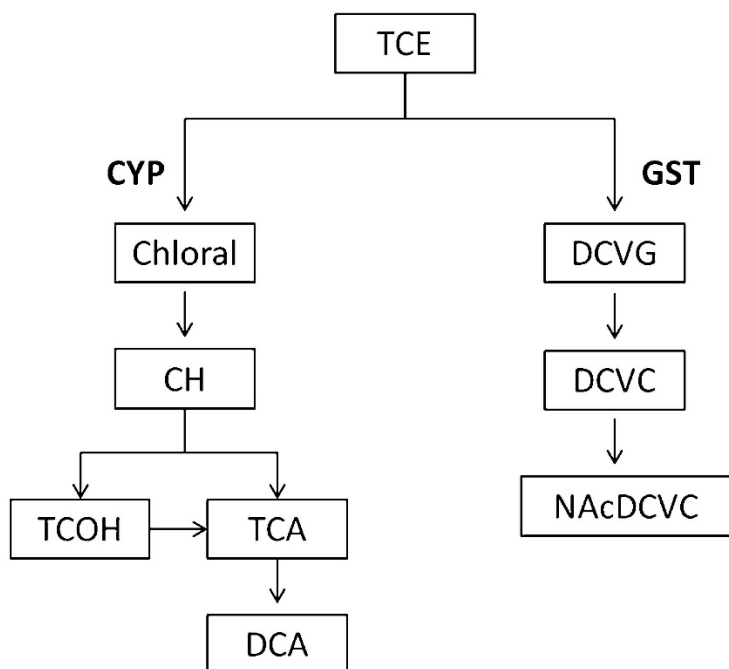 TCE
CYP
GST
Chloral
DCVG
CH
DCVC
TCOH
TCA
NAcDCVC
DCA